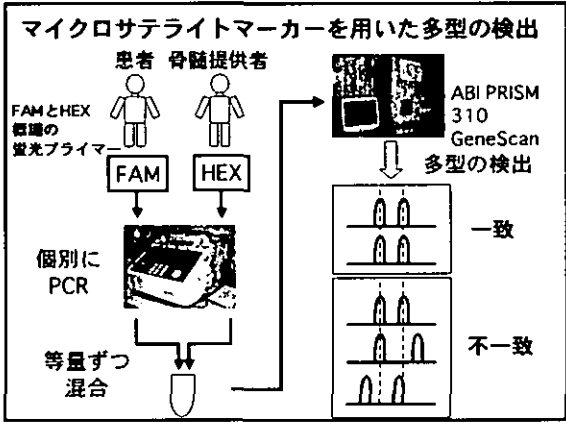 マイクロサテライトマーカーを用いた多型の検出
患者 骨髄提供者
FAMとHEX
標識の
蛍光プライマー
FAM
HEX
個別に
PCR
等量ずつ
混合
ABI PRISM
310
GeneScan
多型の検出
一致
不一致